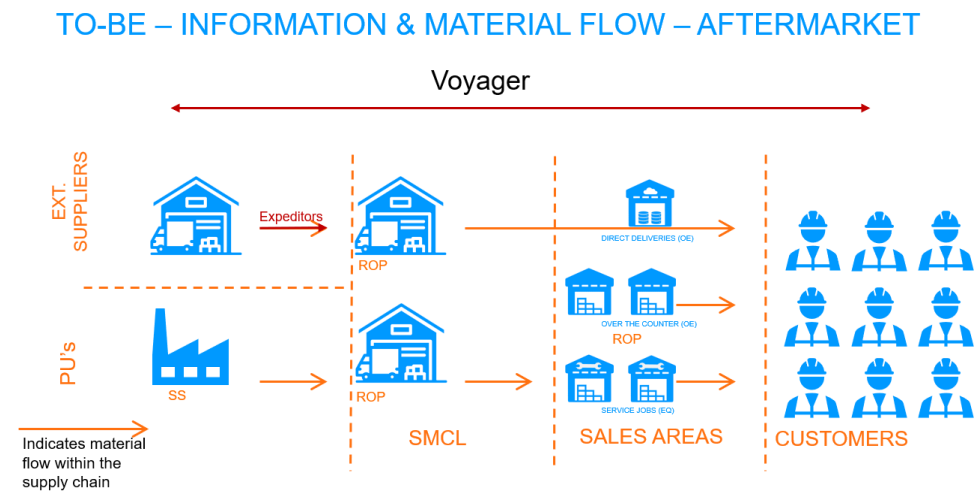 TO-BE – INFORMATION & MATERIAL FLOW – AFTERMARKET
Voyager
EXT.
SUPPLIERS
Expeditors
ROP
DIRECT DELIVERIES (OE)
OVER THE COUNTER (OE)
ROP
PU's
SS
ROP
SERVICE JOBS (EQ)
SMCL
SALES AREAS
CUSTOMERS
Indicates material
flow within the
supply chain